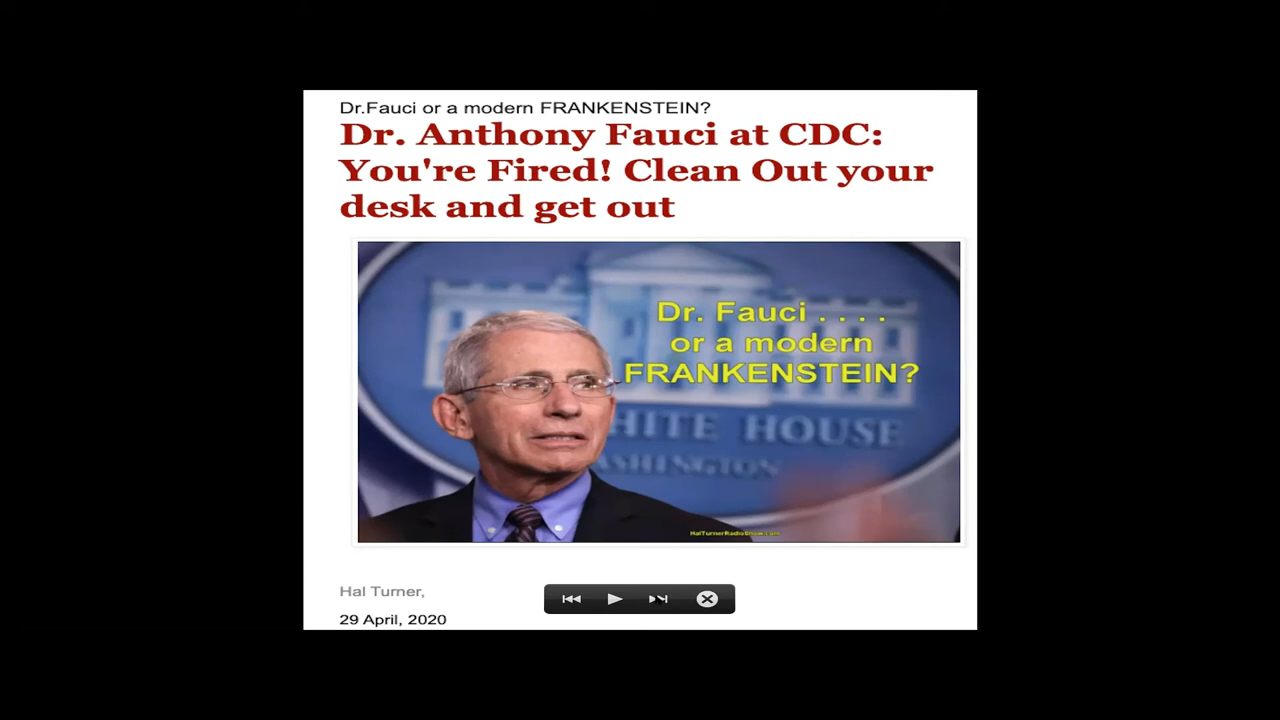 Dr.Fauci or a modern FRANKENSTEIN?
Dr. Anthony Fauci at CDC:
You're Fired! Clean Out your
desk and get out
Dr. Fauci . . . .
or a modern
FRANKENSTEIN?
HITE HOUSE
ASHINGTON
HalTurnerRadioShow.com
Hal Turner,
29 April, 2020